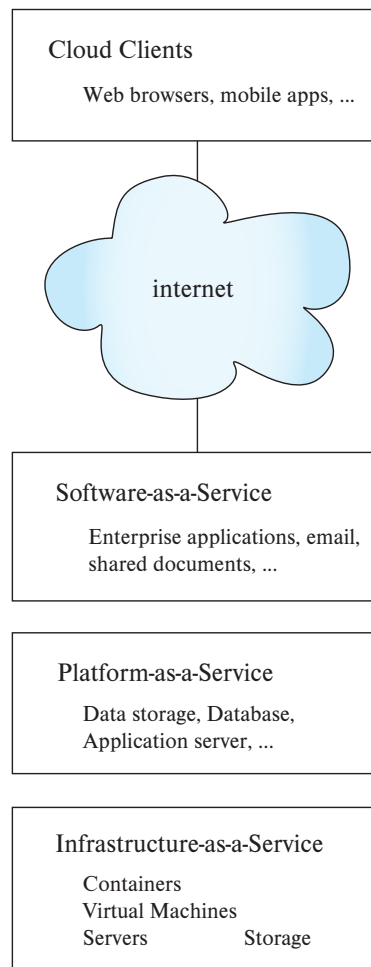 Cloud Clients
Web browsers, mobile apps, ...
internet
Software-as-a-Service
Enterprise applications, email,
shared documents, ...
Platform-as-a-Service
Data storage, Database,
Application server, ...
Infrastructure-as-a-Service
Containers
Virtual Machines
Servers Storage